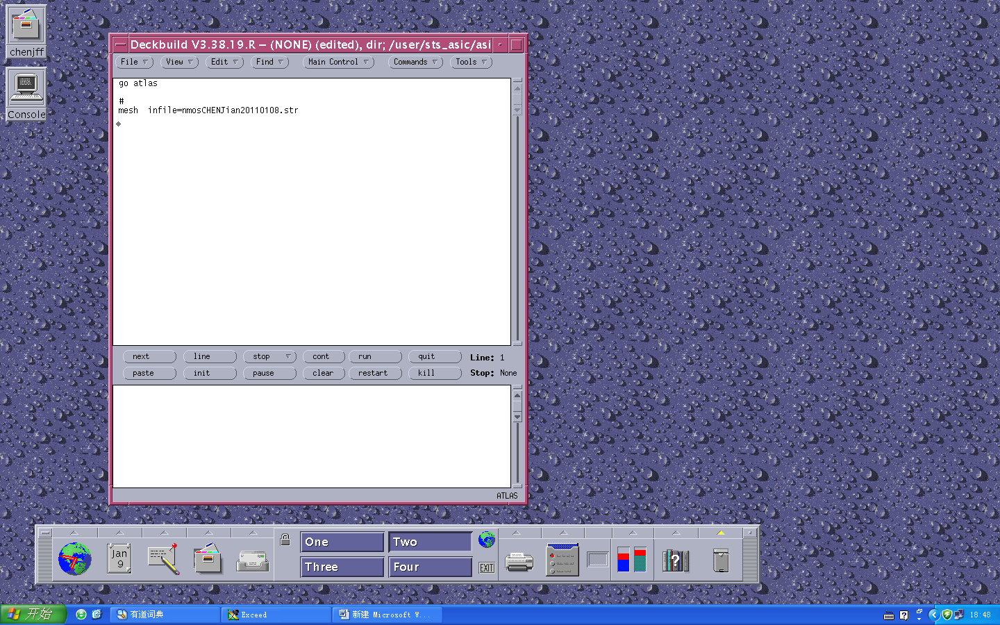 chenjff
Console
Deckbuild V3.38.19.R – (NONE) (edited), dir; /user/sts_asic/asi
File View Edit Find Main Control Commands Tools
go atlas
#
mesh infile=nmosCHENJian20110108.str
next line stop cont run quit Line: 1
paste init pause clear restart kill Stop: None
ATLAS
Jan
9
One Two
Three Four
EXIT
?
开始 有道词典 Exceed 新建 Microsoft W... 18:48